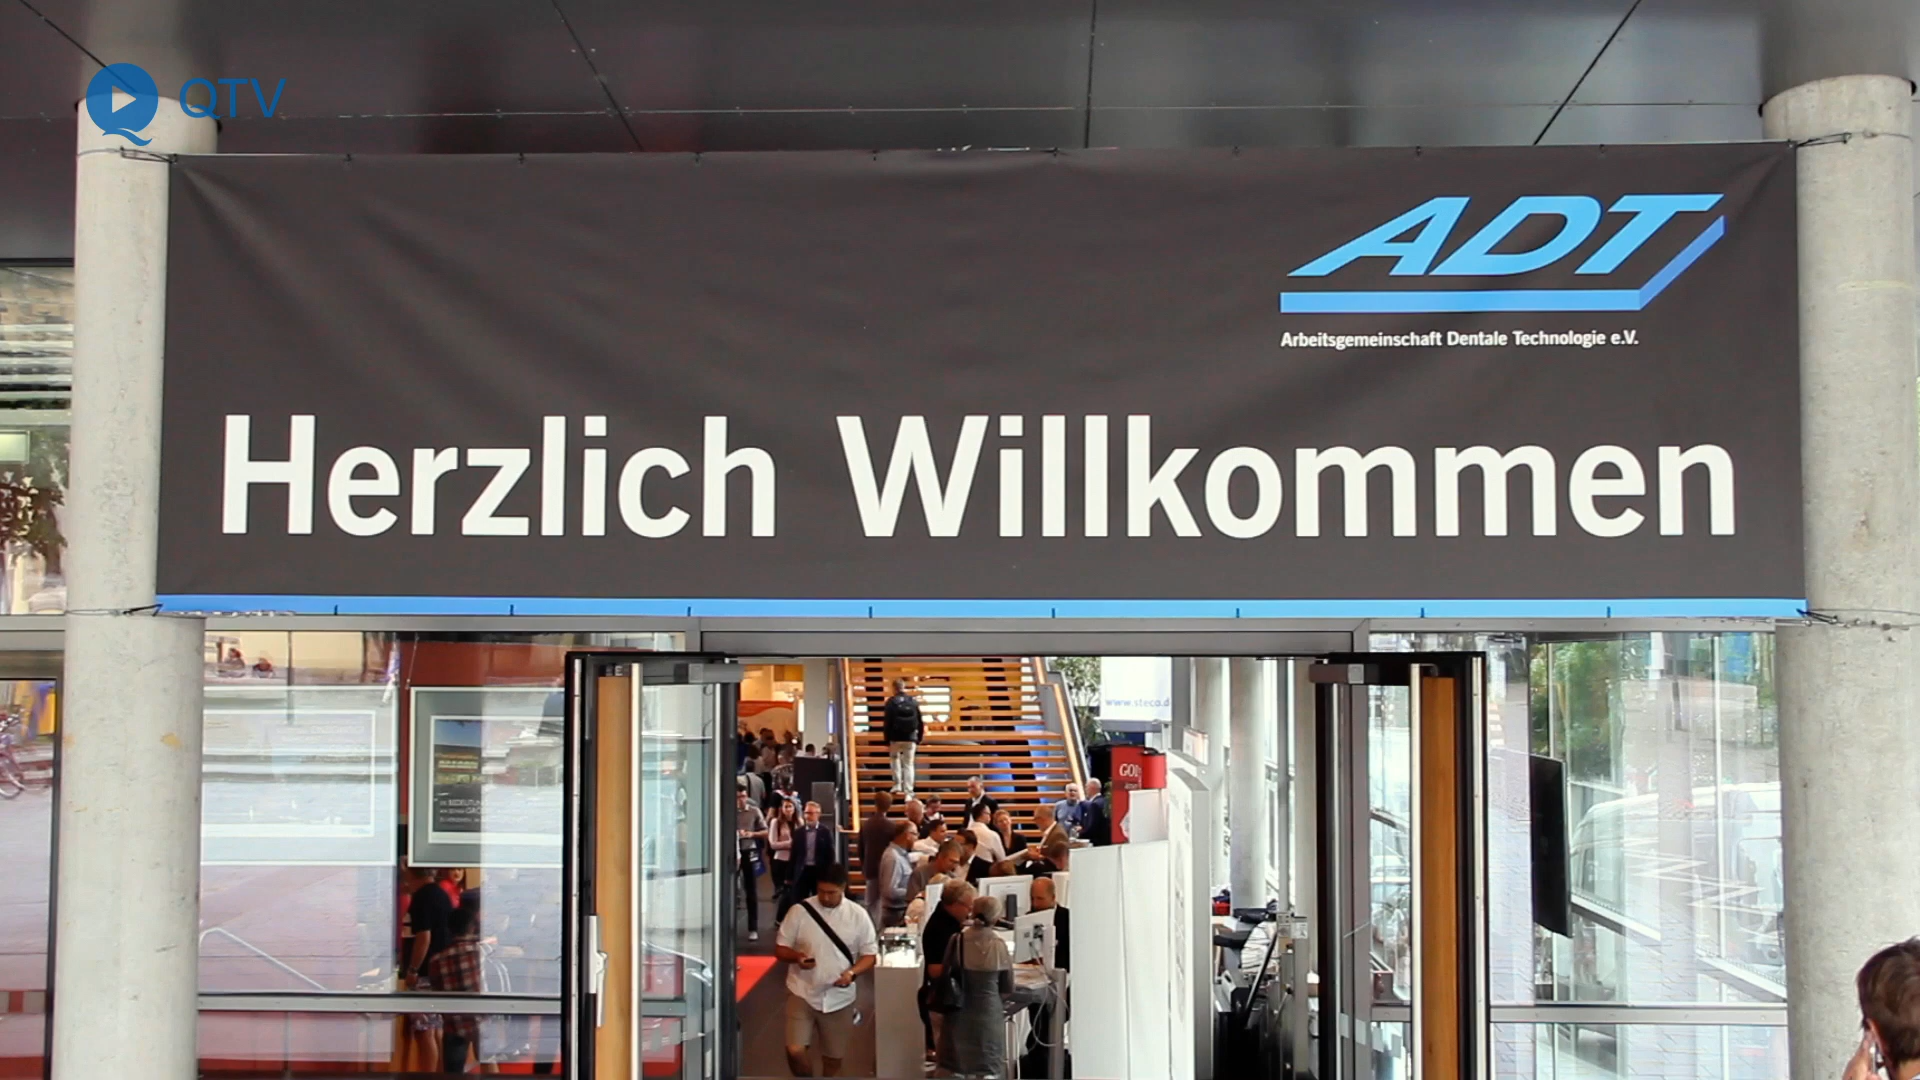 QTV
ADT
Arbeitsgemeinschaft Dentale Technologie e.V.
Herzlich Willkommen
www.steco.d